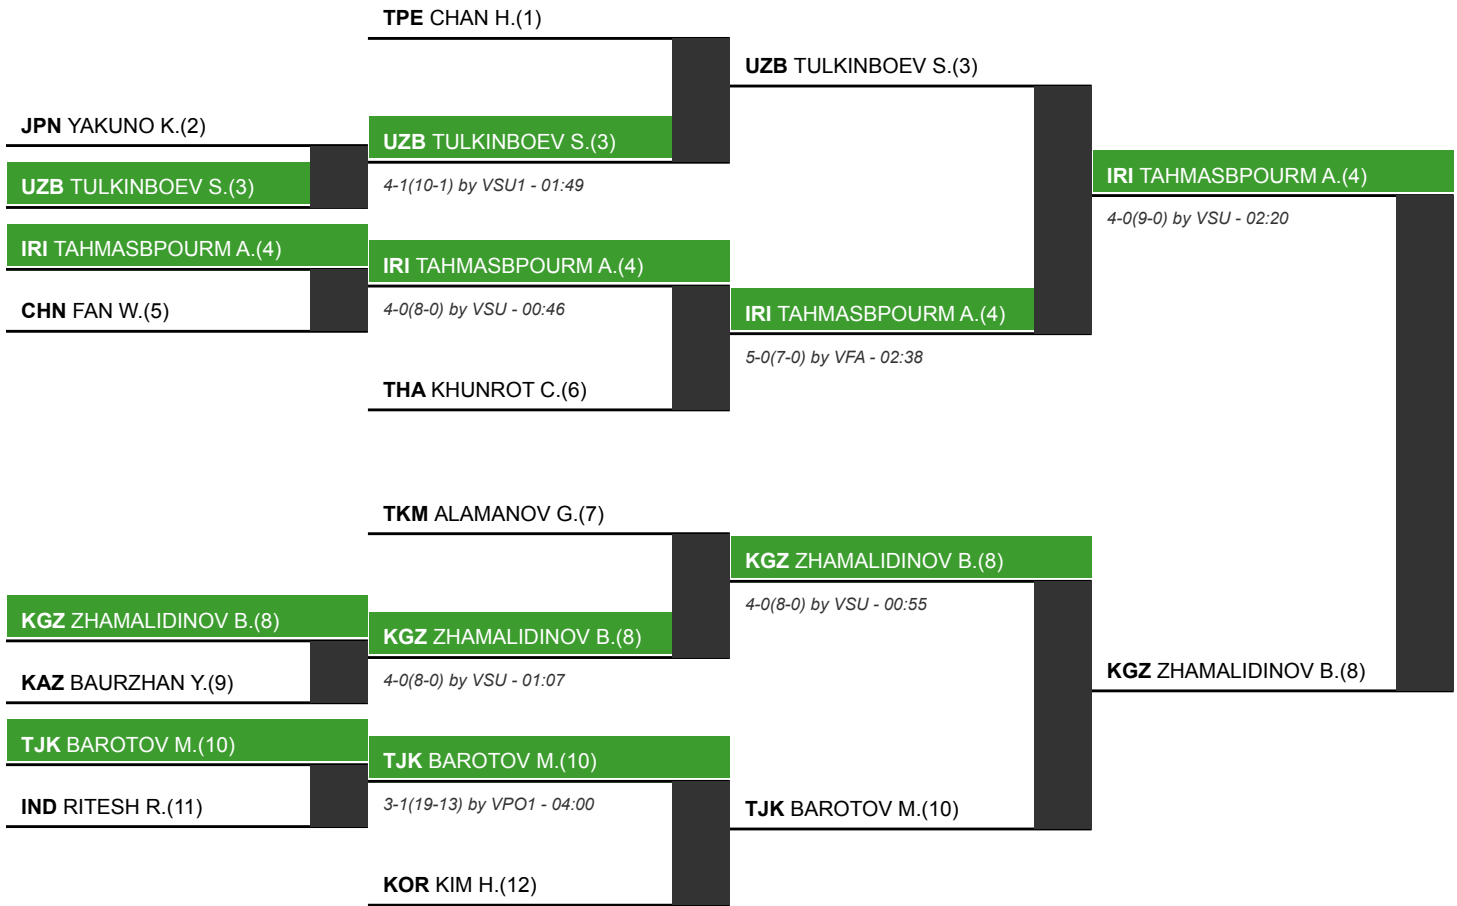 TPE CHAN H.(1)
UZB TULKINBOEV S.(3)
JPN YAKUNO K.(2)
UZB TULKINBOEV S.(3)
IRI TAHMASBPOURM A.(4)
UZB TULKINBOEV S.(3)
4-1(10-1) by VSU1 - 01:49
4-0(9-0) by VSU - 02:20
IRI TAHMASBPOURM A.(4)
IRI TAHMASBPOURM A.(4)
CHN FAN W.(5)
4-0(8-0) by VSU - 00:46
IRI TAHMASBPOURM A.(4)
5-0(7-0) by VFA - 02:38
THA KHUNROT C.(6)
TKM ALAMANOV G.(7)
KGZ ZHAMALIDINOV B.(8)
4-0(8-0) by VSU - 00:55
KGZ ZHAMALIDINOV B.(8)
KGZ ZHAMALIDINOV B.(8)
KAZ BAURZHAN Y.(9)
4-0(8-0) by VSU - 01:07
KGZ ZHAMALIDINOV B.(8)
TJK BAROTOV M.(10)
TJK BAROTOV M.(10)
IND RITESH R.(11)
3-1(19-13) by VPO1 - 04:00
TJK BAROTOV M.(10)
KOR KIM H.(12)